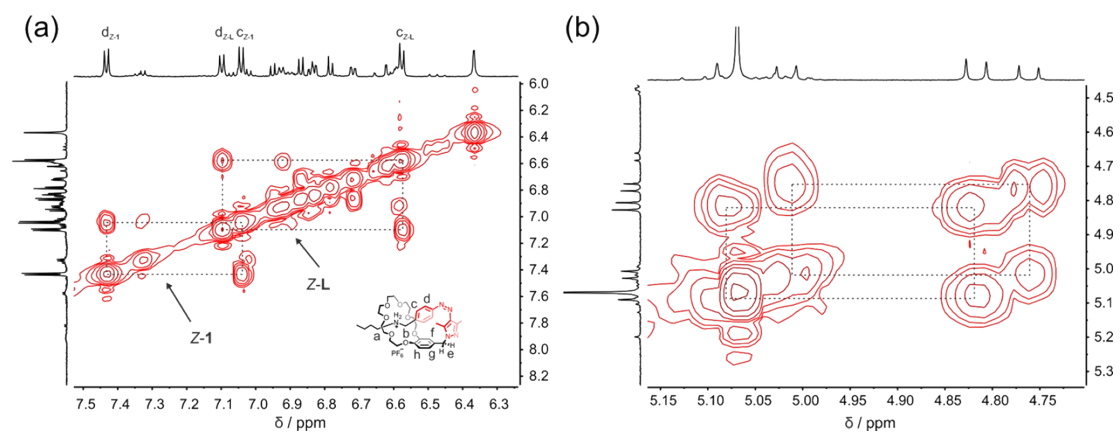 (a)
d_Z-1 d_Z-L c_Z-1 c_Z-L
6.0
6.2
6.4
6.6
6.8
7.0
7.2
7.4
7.6
7.8
8.0
8.2
Z-L
Z-1
O O O O
c d N N
H2
N
a b f N N
O O H H
PF6− h g e
7.5 7.4 7.3 7.2 7.1 7.0 6.9 6.8 6.7 6.6 6.5 6.4 6.3
δ / ppm
(b)
4.5
4.6
4.7
4.8
4.9
5.0
5.1
5.2
5.3
5.15 5.10 5.05 5.00 4.95 4.90 4.85 4.80 4.75
δ / ppm